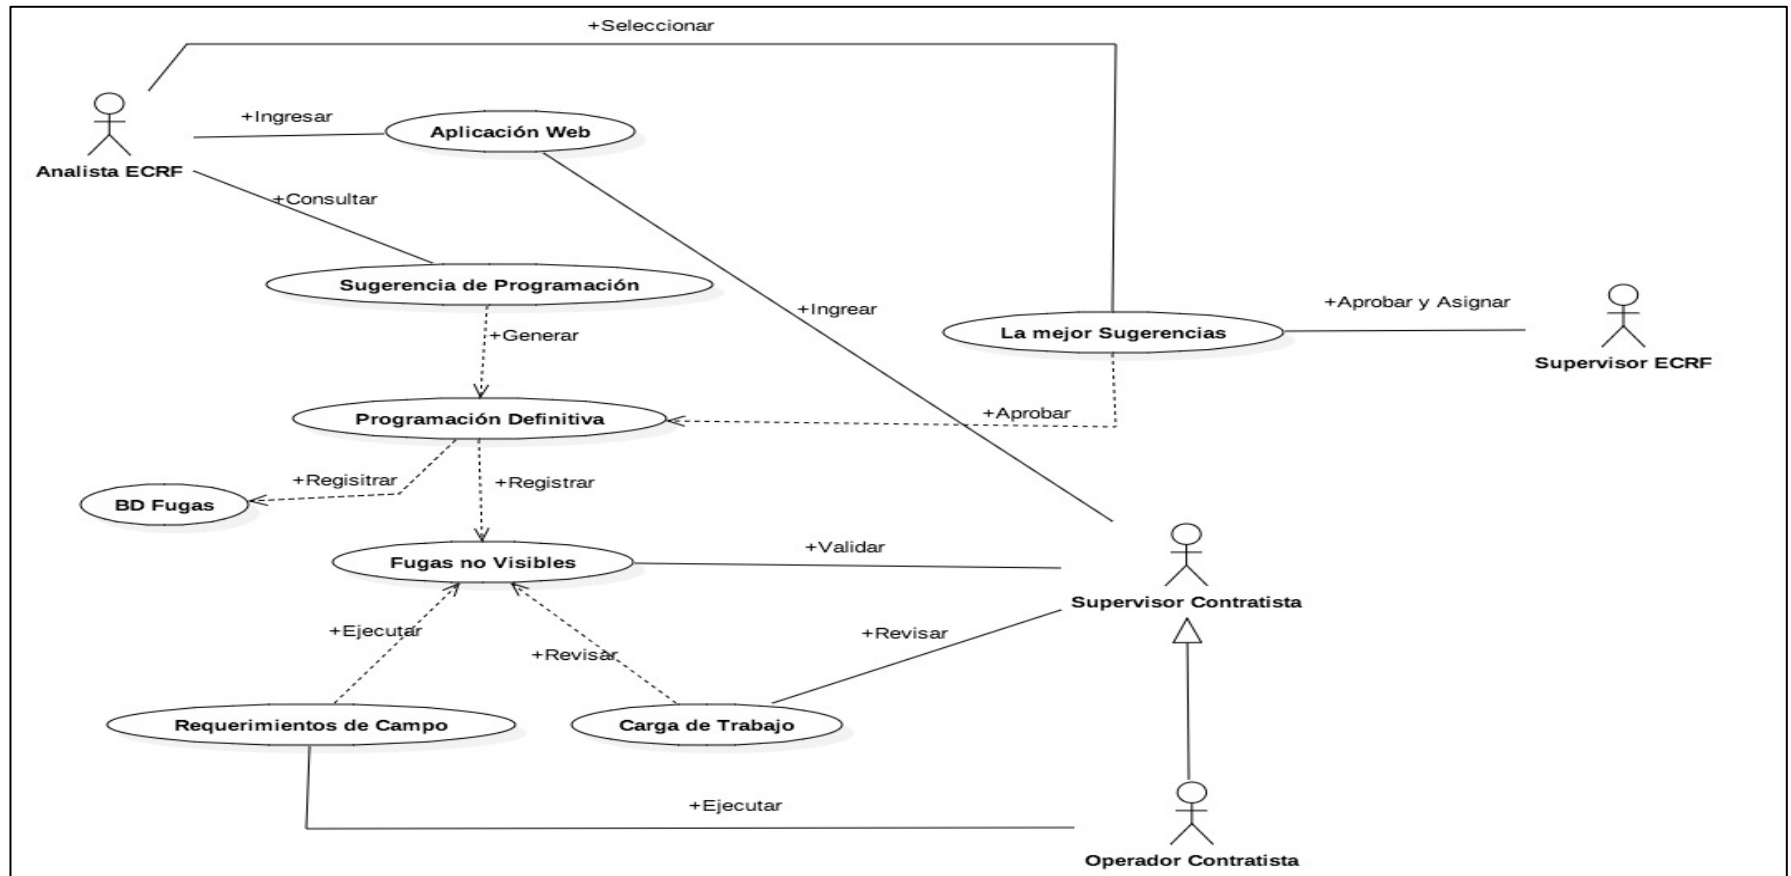 +Seleccionar
+Ingresar
Aplicación Web
Analista ECRF
+Consultar
Sugerencia de Programación
+Ingrear
+Aprobar y Asignar
+Generar
La mejor Sugerencias
Supervisor ECRF
Programación Definitiva
+Aprobar
+Regisitrar
+Registrar
BD Fugas
Fugas no Visibles
+Validar
Supervisor Contratista
+Ejecutar
+Revisar
+Revisar
Requerimientos de Campo
Carga de Trabajo
+Ejecutar
Operador Contratista